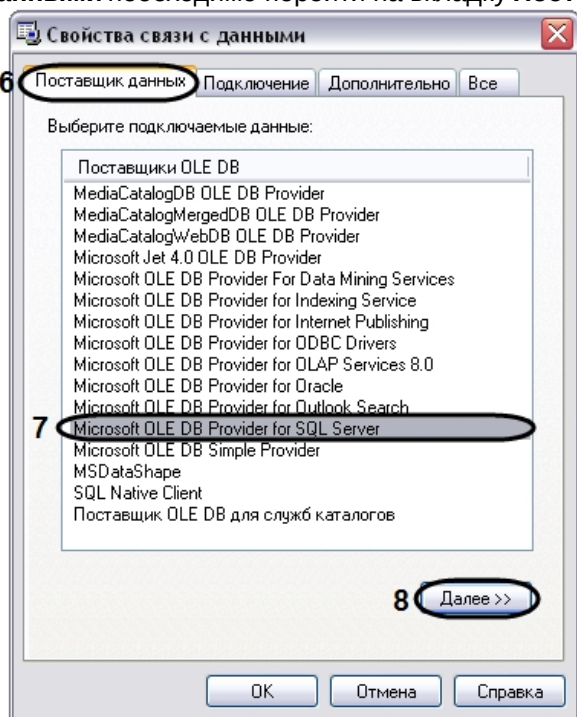 необходимо перейти на вкладку
Свойства связи с данными
6 Поставщик данных Подключение Дополнительно Все
Выберите подключаемые данные:
Поставщики OLE DB
MediaCatalogDB OLE DB Provider
MediaCatalogMergedDB OLE DB Provider
MediaCatalogWebDB OLE DB Provider
Microsoft Jet 4.0 OLE DB Provider
Microsoft OLE DB Provider For Data Mining Services
Microsoft OLE DB Provider for Indexing Service
Microsoft OLE DB Provider for Internet Publishing
Microsoft OLE DB Provider for ODBC Drivers
Microsoft OLE DB Provider for OLAP Services 8.0
Microsoft OLE DB Provider for Oracle
Microsoft OLE DB Provider for Outlook Search
7 Microsoft OLE DB Provider for SQL Server
Microsoft OLE DB Simple Provider
MSDataShape
SQL Native Client
Поставщик OLE DB для служб каталогов
8 Далее >>
OK Отмена Справка